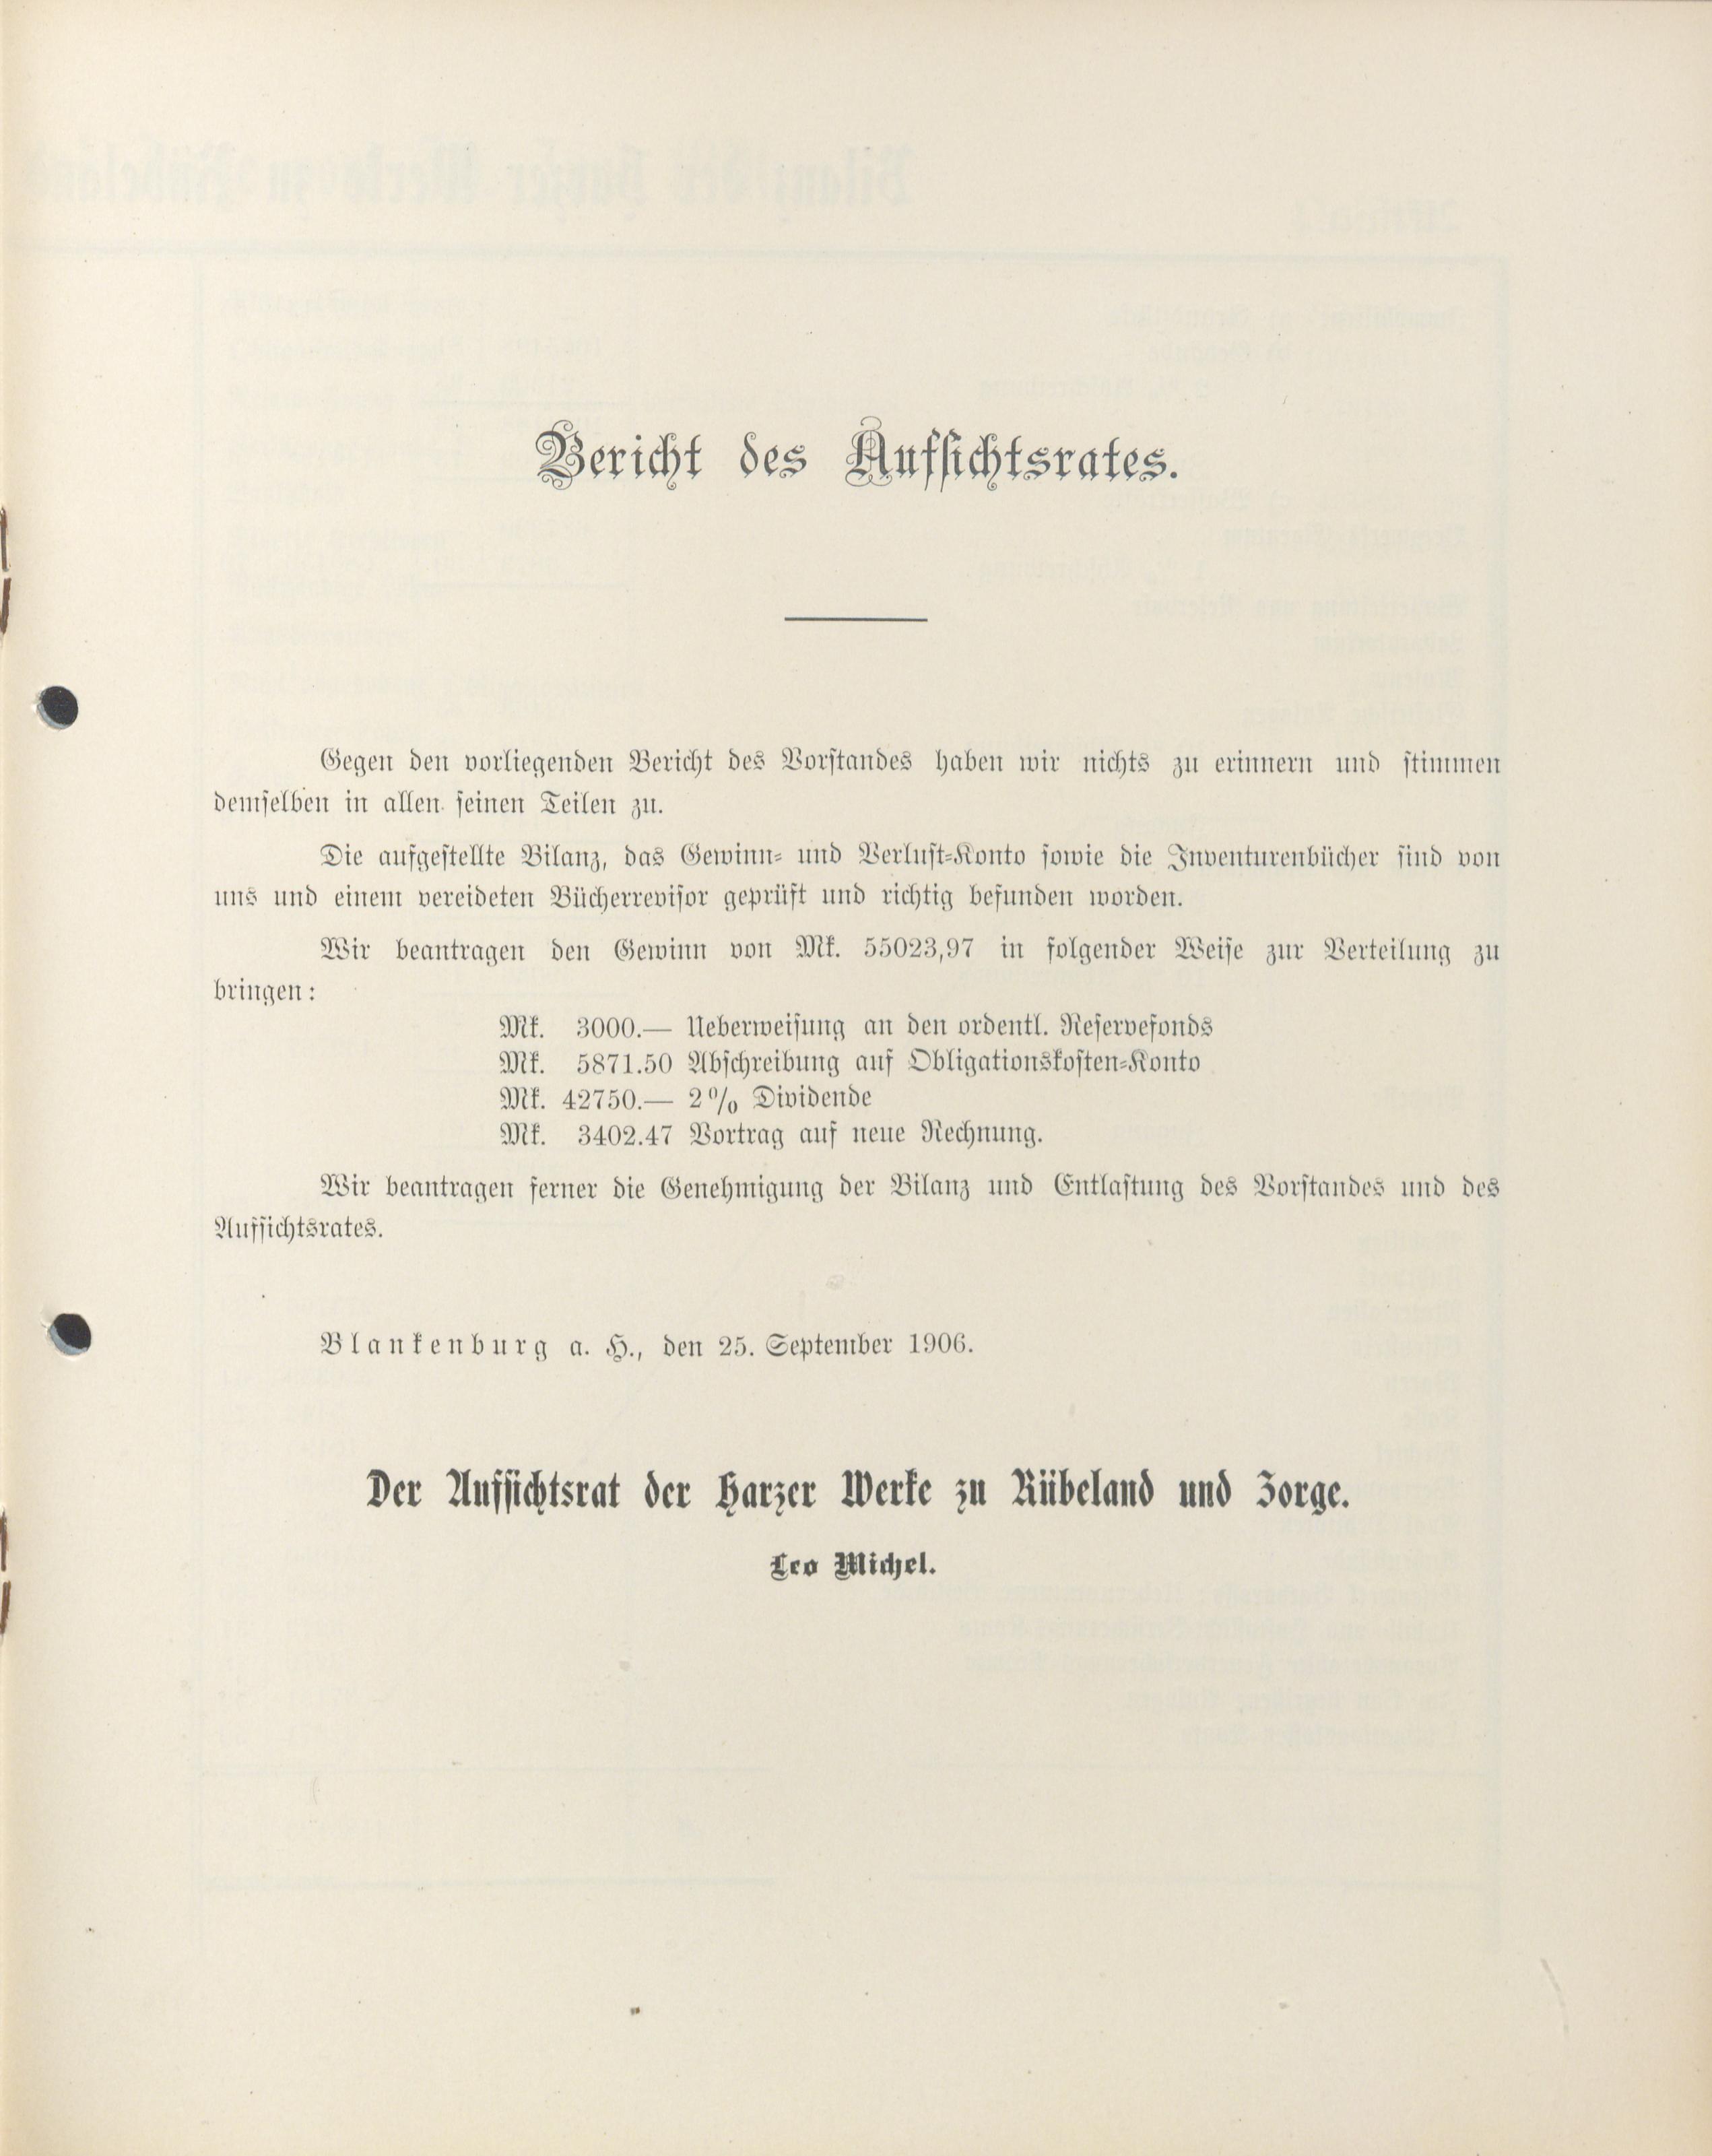 Bericht des Aufsichtsrates.
Gegen den vorliegenden Bericht des Vorstandes haben wir nichts zu erinnern und stimmen
demselben in allen seinen Teilen zu.
Die aufgestellte Bilanz, das Gewinn- und Verlust-Konto sowie die Inventurenbücher sind von
uns und einem vereideten Bücherrevisor geprüft und richtig befunden worden.
Wir beantragen den Gewinn von Mk. 55023,97 in folgender Weise zur Verteilung zu
bringen:
Mk. 3000.— Ueberweisung an den ordentl. Reservefonds
Mk. 5871.50 Abschreibung auf Obligationskosten-Konto
Mk. 42750.— 2% Dividende
Mk. 3402.47 Vortrag auf neue Rechnung.
Wir beantragen ferner die Genehmigung der Bilanz und Entlastung des Vorstandes und des
Aufsichtsrates.
Blankenburg a. H., den 25. September 1906.
Der Aufsichtsrat der Harzer Werke zu Rübeland und Zorge.
Leo Michel.